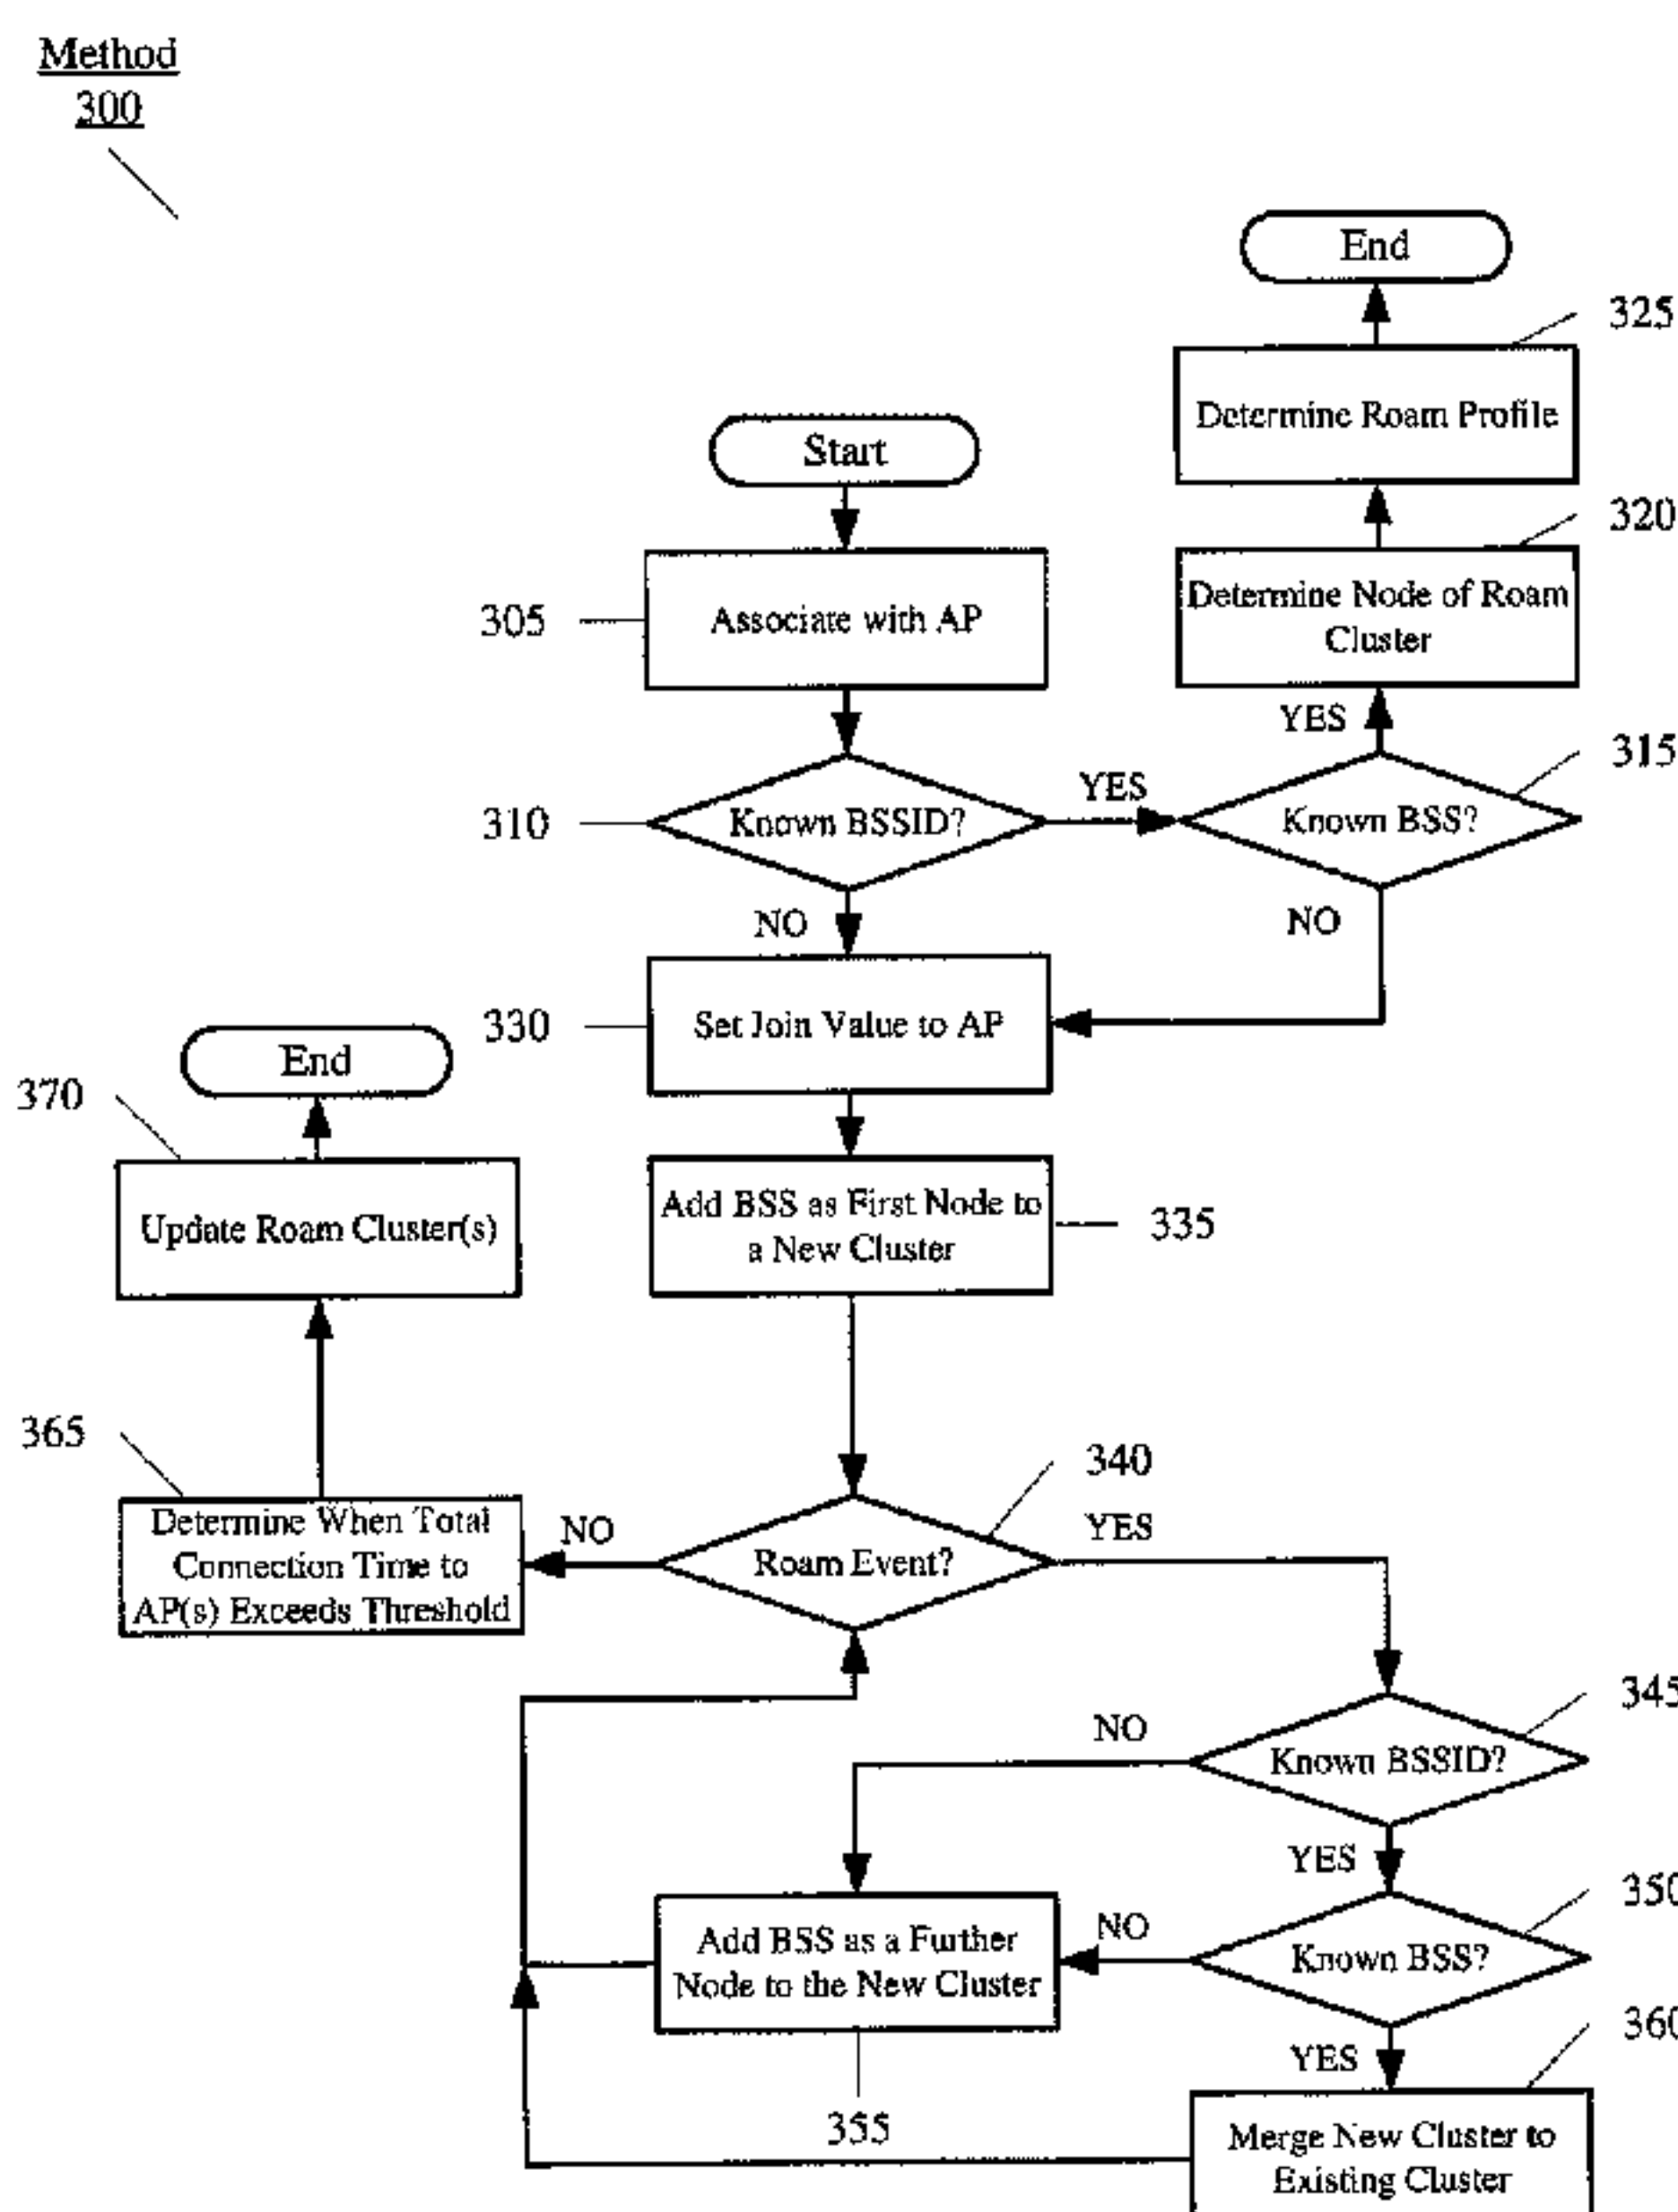 Method
300
End
325
Determine Roam Profile
Start
320
Determine Node of Roam
Cluster
305
Associate with AP
YES
315
310
Known BSSID?
YES
Known BSS?
NO
NO
330
Set Join Value to AP
End
370
Update Roam Cluster(s)
Add BSS as First Node to
a New Cluster
335
365
Determine When Total
Connection Time to
AP(s) Exceeds Threshold
NO
Roam Event?
340
YES
345
NO
Known BSSID?
YES
350
Add BSS as a Further
Node to the New Cluster
NO
Known BSS?
360
YES
355
Merge New Cluster to
Existing Cluster